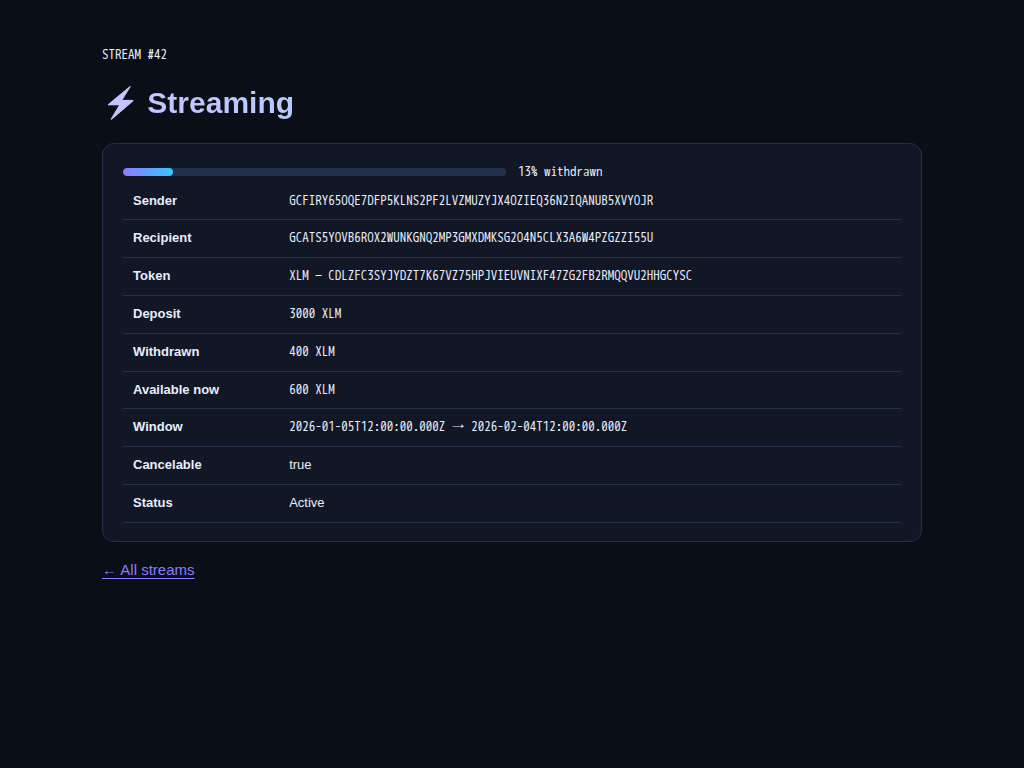 STREAM #42
⚡ Streaming
13% withdrawn
Sender GCFIRY65OQE7DFP5KLNS2PF2LVZMUZYJX4OZIEQ36N2IQANUB5XVYOJR
Recipient GCATS5YOVB6ROX2WUNKGNQ2MP3GMXDMKSG2O4N5CLX3A6W4PZGZZI55U
Token XLM — CDLZFC3SYJYDZT7K67VZ75HPJVIEUVNIXF47ZG2FB2RMQQVU2HHGCYSC
Deposit 3000 XLM
Withdrawn 400 XLM
Available now 600 XLM
Window 2026-01-05T12:00:00.000Z → 2026-02-04T12:00:00.000Z
Cancelable true
Status Active
← All streams